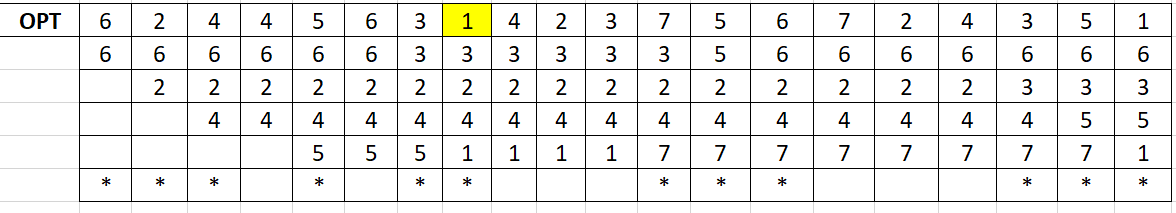 OPT 6 2 4 4 5 6 3 1 4 2 3 7 5 6 7 2 4 3 5 1
6 6 6 6 6 6 3 3 3 3 3 3 5 6 6 6 6 6 6 6
2 2 2 2 2 2 2 2 2 2 2 2 2 2 2 2 3 3 3
4 4 4 4 4 4 4 4 4 4 4 4 4 4 4 4 5 5
5 5 5 1 1 1 1 7 7 7 7 7 7 7 7 1
* * * * * * * * * * * *